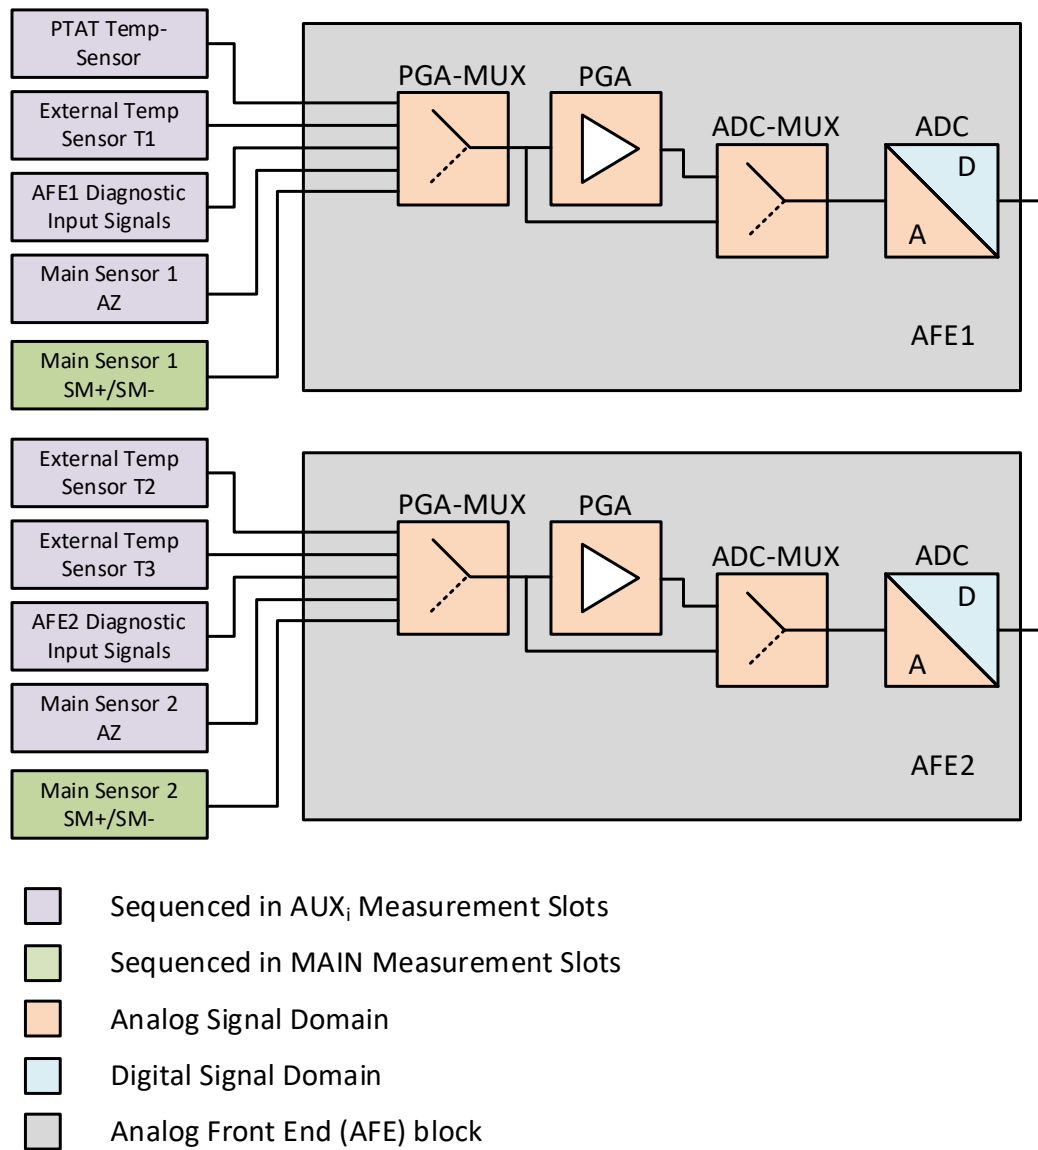 PTAT Temp-
Sensor
External Temp
Sensor T1
AFE1 Diagnostic
Input Signals
Main Sensor 1
AZ
Main Sensor 1
SM+/SM-
PGA-MUX
PGA
ADC-MUX
ADC
D
A
AFE1
External Temp
Sensor T2
External Temp
Sensor T3
AFE2 Diagnostic
Input Signals
Main Sensor 2
AZ
Main Sensor 2
SM+/SM-
PGA-MUX
PGA
ADC-MUX
ADC
D
A
AFE2
Sequenced in AUXi Measurement Slots
Sequenced in MAIN Measurement Slots
Analog Signal Domain
Digital Signal Domain
Analog Front End (AFE) block